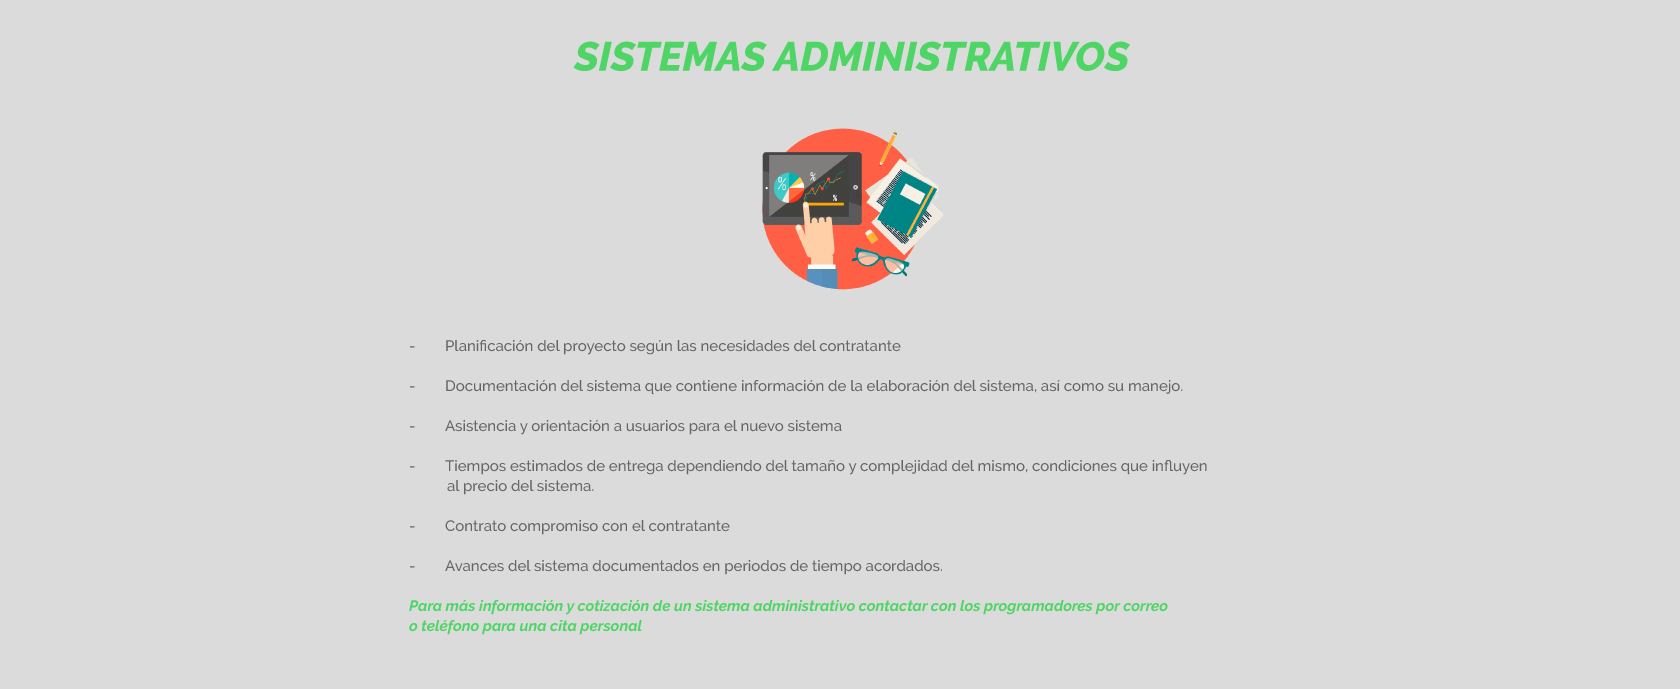 SISTEMAS ADMINISTRATIVOS
%
%
%
- Planificación del proyecto según las necesidades del contratante
- Documentación del sistema que contiene información de la elaboración del sistema, así como su manejo.
- Asistencia y orientación a usuarios para el nuevo sistema
- Tiempos estimados de entrega dependiendo del tamaño y complejidad del mismo, condiciones que influyen
al precio del sistema.
- Contrato compromiso con el contratante
- Avances del sistema documentados en periodos de tiempo acordados.
Para más información y cotización de un sistema administrativo contactar con los programadores por correo
o teléfono para una cita personal